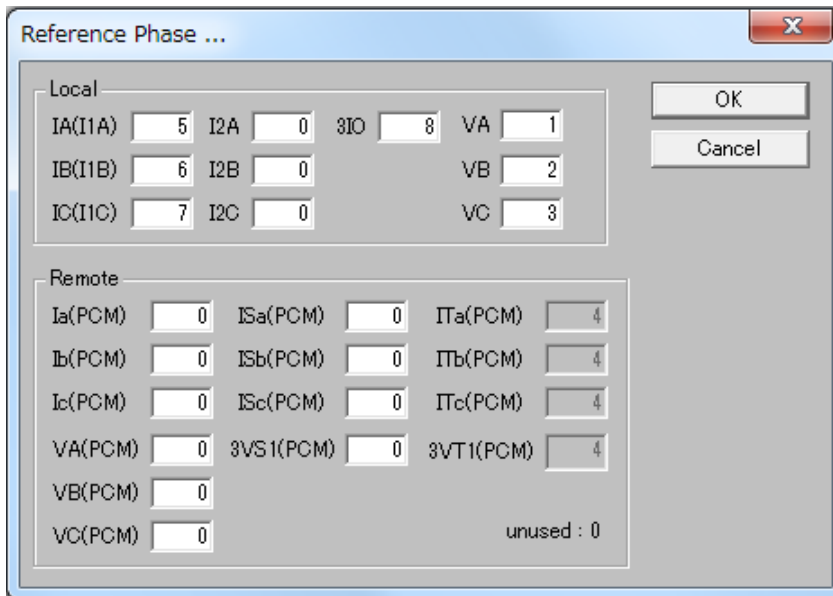 Reference Phase ...
Local
IA(I1A) 5 I2A 0 3IO 8 VA 1
IB(I1B) 6 I2B 0 VB 2
IC(I1C) 7 I2C 0 VC 3
OK
Cancel
Remote
Ia(PCM) 0 ISa(PCM) 0 ITa(PCM) 4
Ib(PCM) 0 ISb(PCM) 0 ITb(PCM) 4
Ic(PCM) 0 ISc(PCM) 0 ITc(PCM) 4
VA(PCM) 0 3VS1(PCM) 0 3VT1(PCM) 4
VB(PCM) 0
VC(PCM) 0 unused : 0